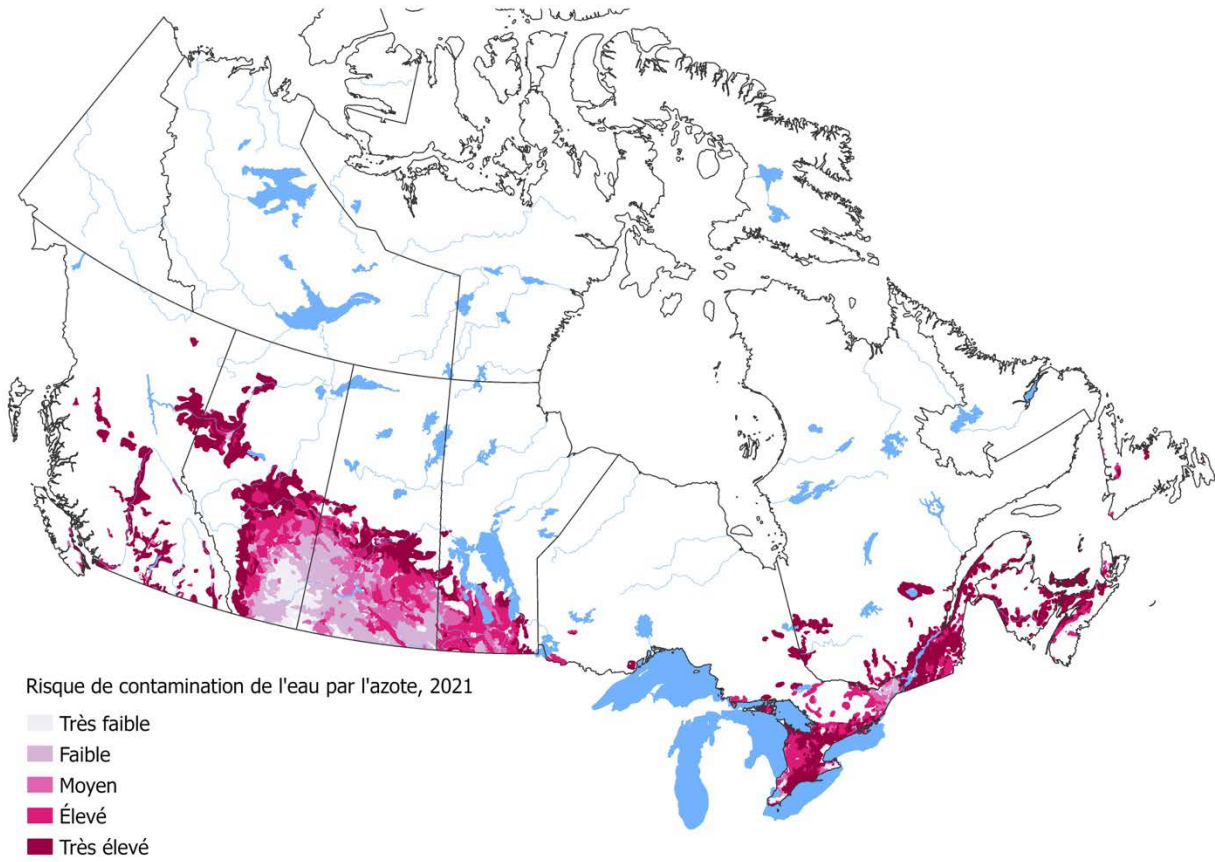 Risque de contamination de l'eau par l'azote, 2021
Très faible
Faible
Moyen
Élevé
Très élevé